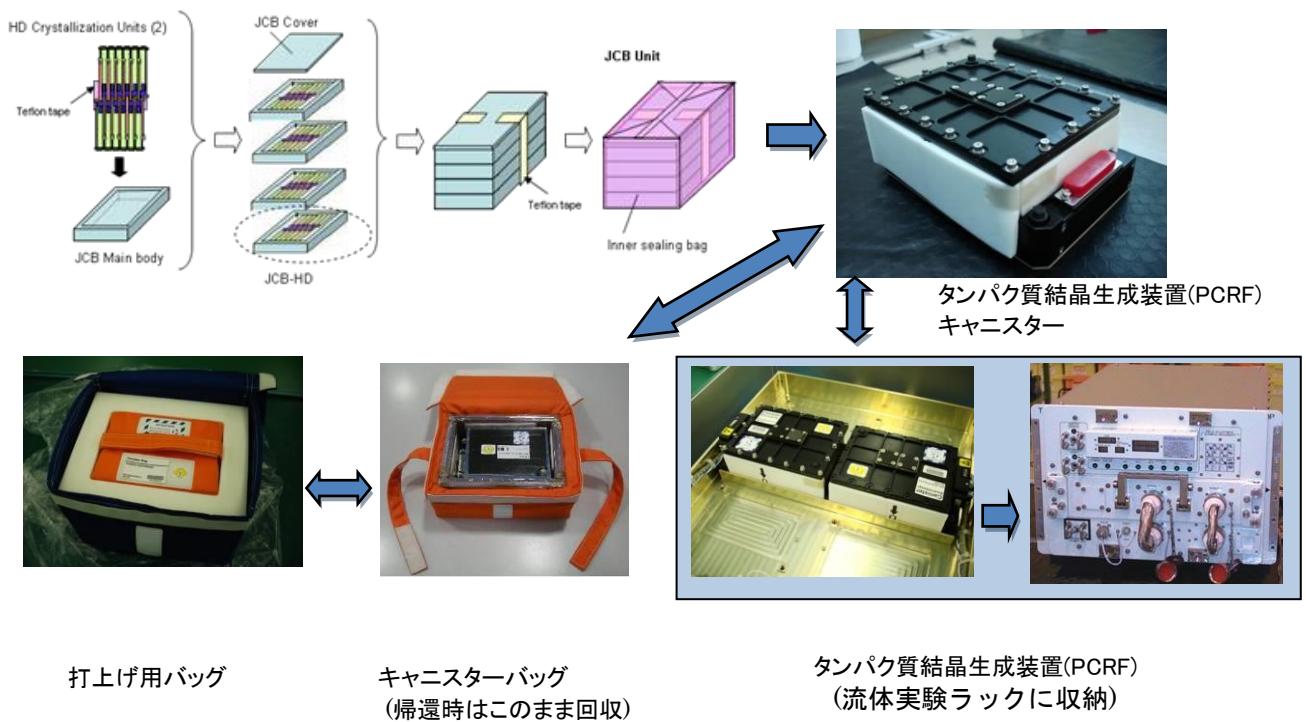 HD Crystallization Units (2)
Teflon tape
JCB Main body
JCB Cover
JCB-HD
Teflon tape
JCB Unit
Inner sealing bag
タンパク質結晶生成装置(PCRF)
キャニスター
打上げ用バッグ
キャニスターバッグ
(帰還時はこのまま回収)
タンパク質結晶生成装置(PCRF)
(流体実験ラックに収納)